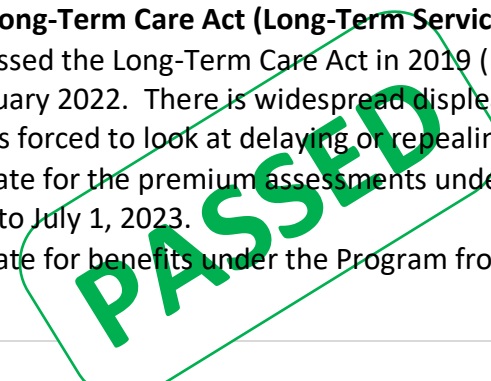 ong-Term Care Act (Long-Term Servic
ssed the Long-Term Care Act in 2019 (
uary 2022.  There is widespread disple
s forced to look at delaying or repealin
ate for the premium assessments unde
to July 1, 2023.
ate for benefits under the Program fro
PASSED